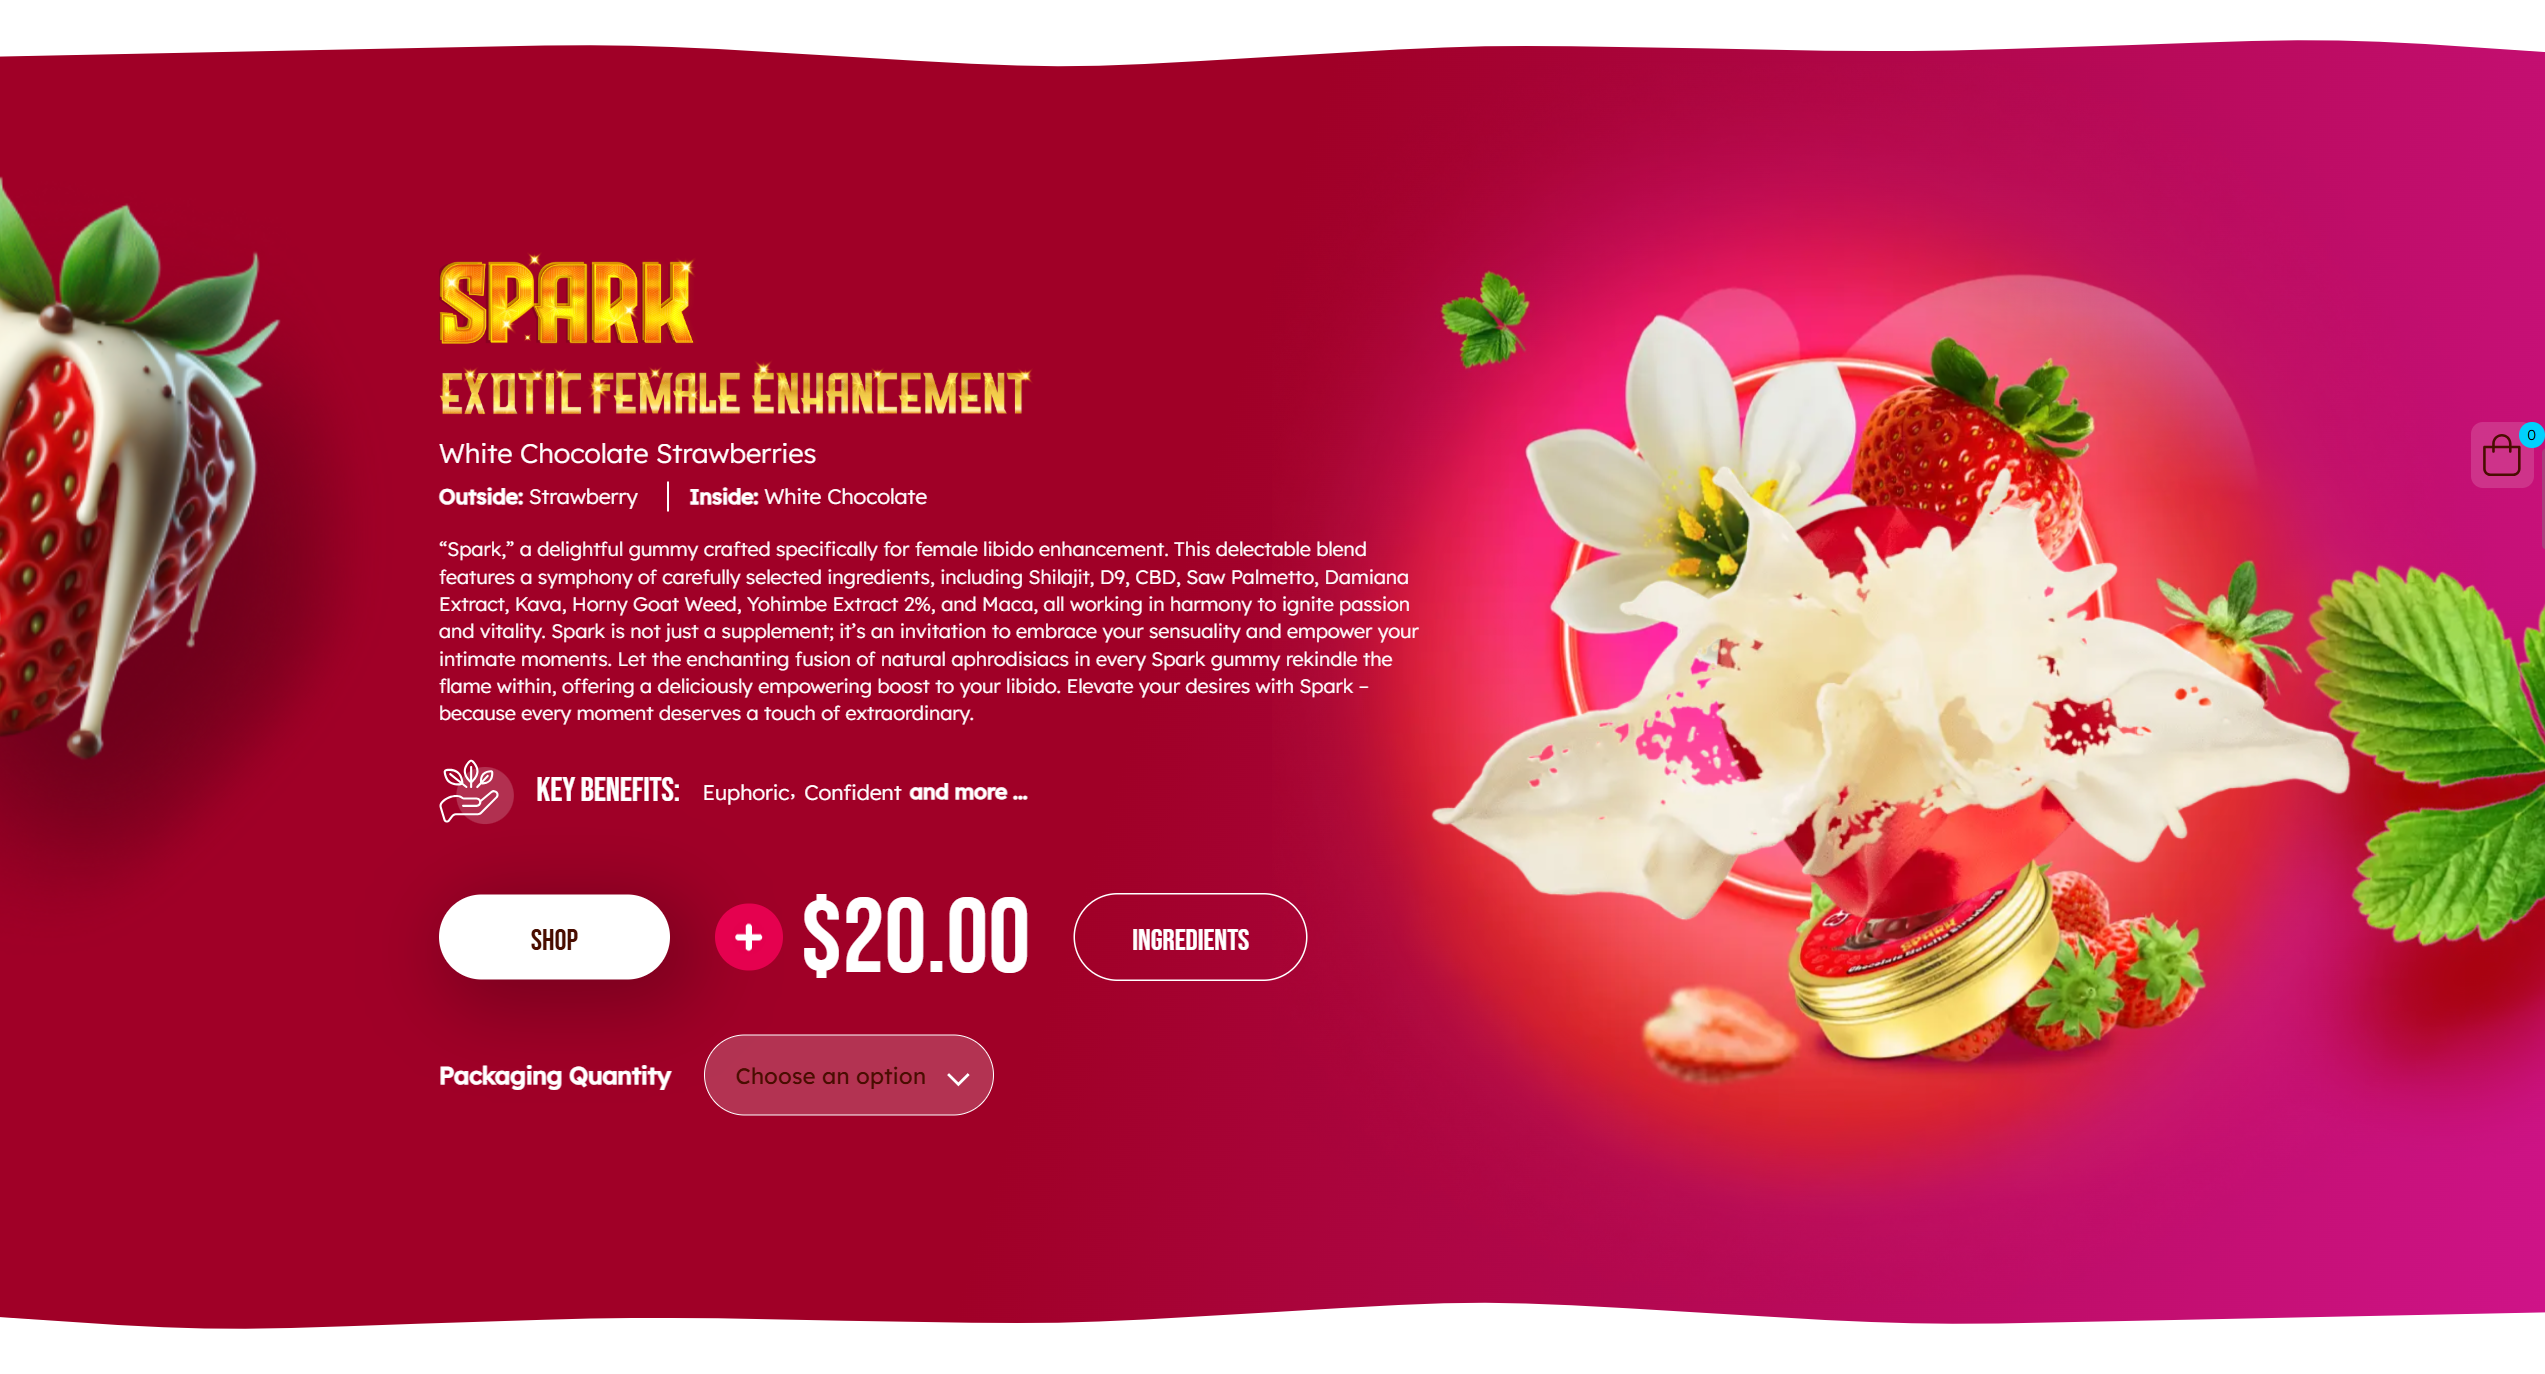 SPARK
EXOTIC FEMALE ENHANCEMENT
White Chocolate Strawberries
Outside: Strawberry | Inside: White Chocolate
“Spark,” a delightful gummy crafted specifically for female libido enhancement. This delectable blend
features a symphony of carefully selected ingredients, including Shilajit, D9, CBD, Saw Palmetto, Damiana
Extract, Kava, Horny Goat Weed, Yohimbe Extract 2%, and Maca, all working in harmony to ignite passion
and vitality. Spark is not just a supplement; it’s an invitation to embrace your sensuality and empower your
intimate moments. Let the enchanting fusion of natural aphrodisiacs in every Spark gummy rekindle the
flame within, offering a deliciously empowering boost to your libido. Elevate your desires with Spark –
because every moment deserves a touch of extraordinary.
KEY BENEFITS: Euphoric, Confident and more ...
SHOP + $20.00 INGREDIENTS
Packaging Quantity Choose an option
0
SPARK
Chocolate